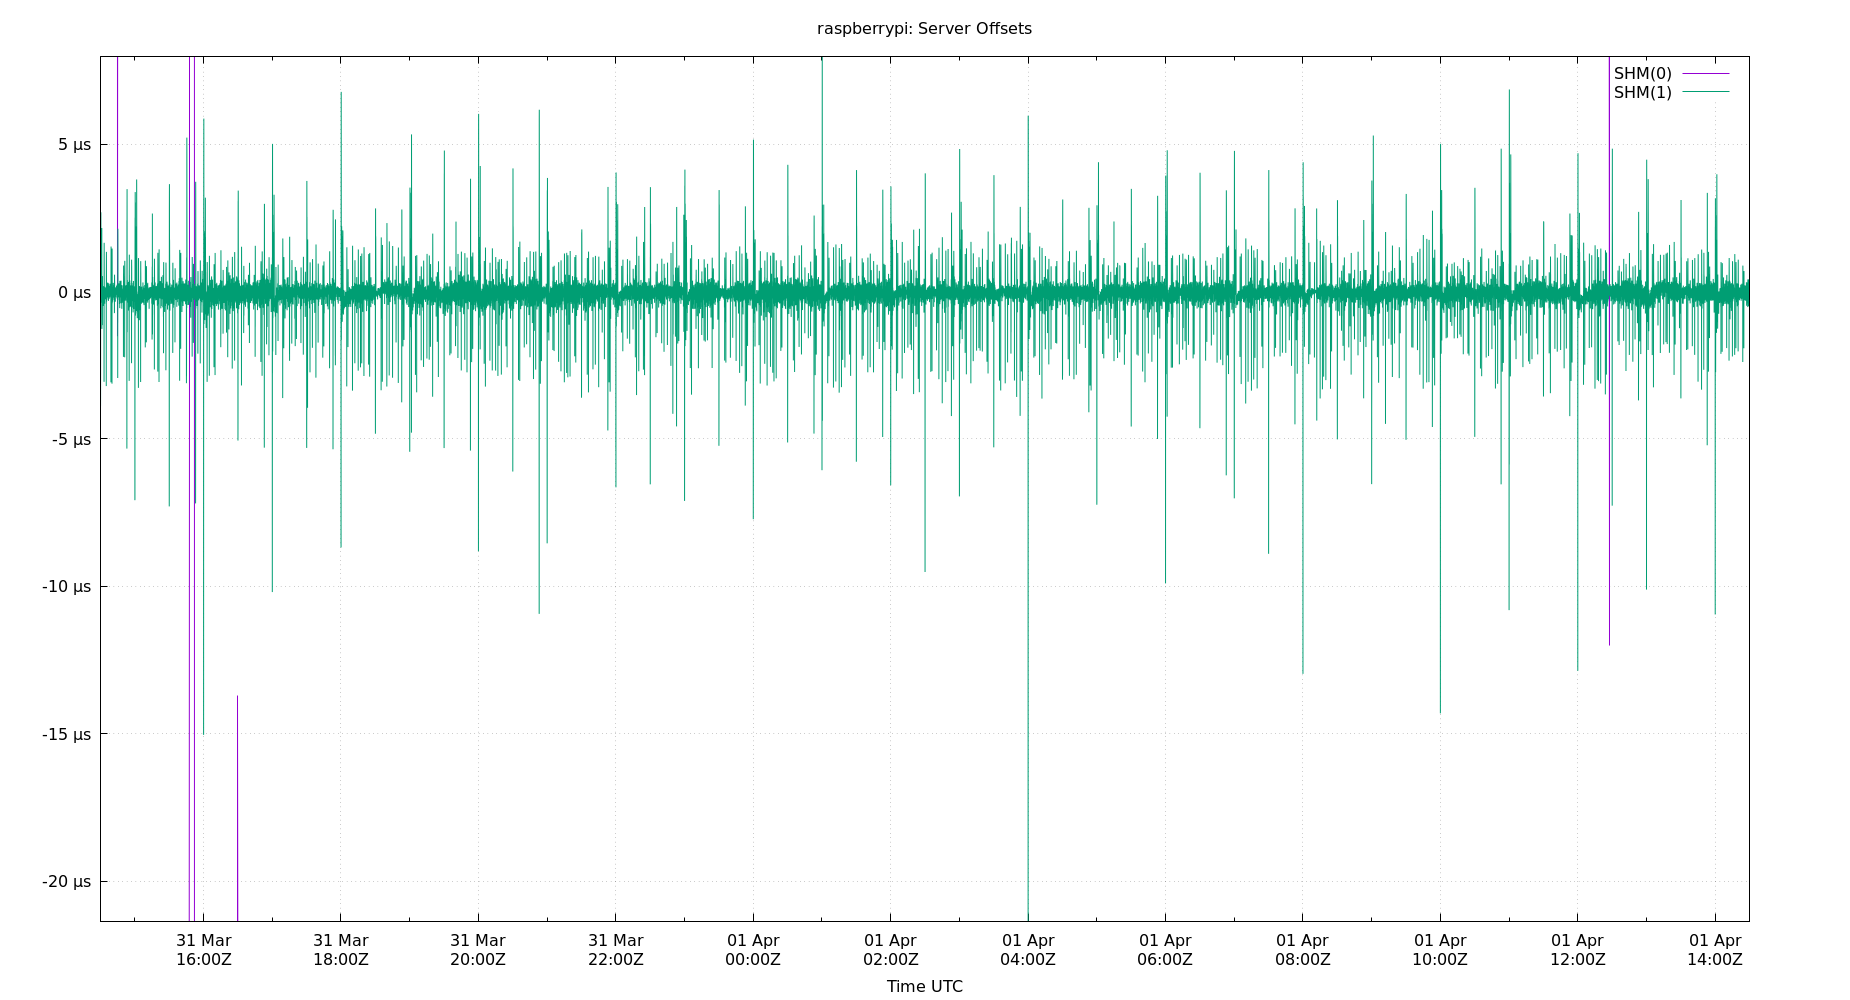 raspberrypi: Server Offsets
SHM(0)
SHM(1)
5 µs
0 µs
-5 µs
-10 µs
-15 µs
-20 µs
31 Mar 31 Mar 31 Mar 31 Mar 01 Apr 01 Apr 01 Apr 01 Apr 01 Apr 01 Apr 01 Apr 01 Apr
16:00Z 18:00Z 20:00Z 22:00Z 00:00Z 02:00Z 04:00Z 06:00Z 08:00Z 10:00Z 12:00Z 14:00Z
Time UTC